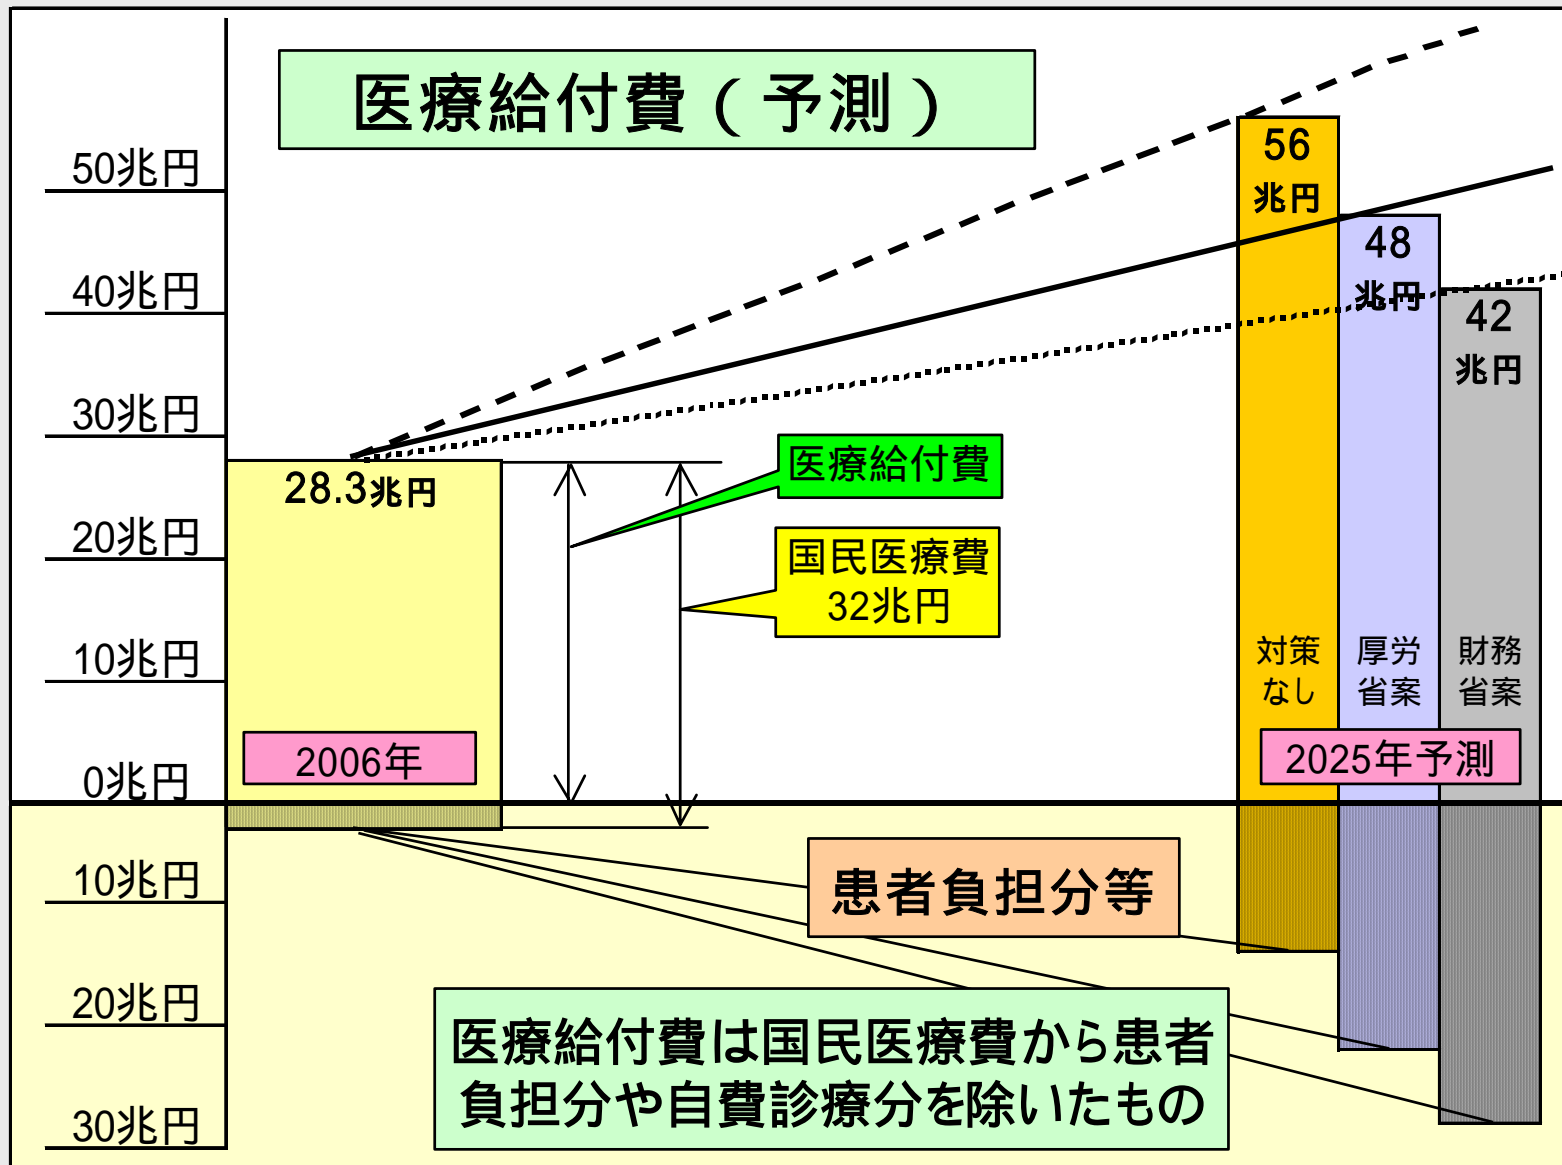 医療給付費（予測）
50兆円
40兆円
30兆円
20兆円
10兆円
0兆円
10兆円
20兆円
30兆円
28.3兆円
2006年
医療給付費
国民医療費
32兆円
56
兆円
対策
なし
48
兆円
厚労
省案
42
兆円
財務
省案
2025年予測
患者負担分等
医療給付費は国民医療費から患者
負担分や自費診療分を除いたもの